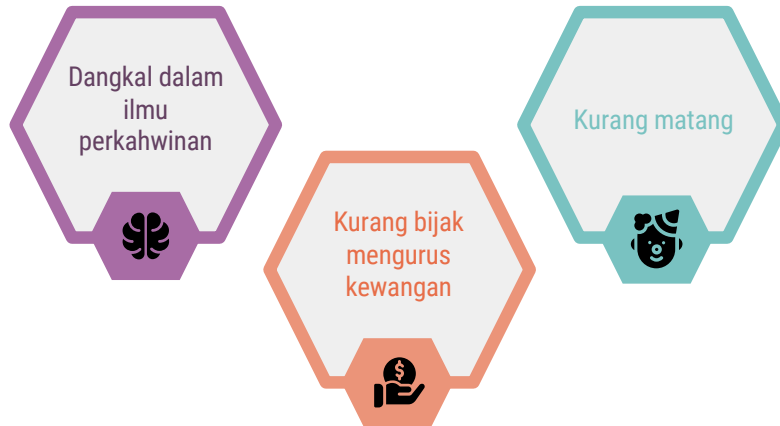 Dangkal dalam
ilmu
perkahwinan
Kurang bijak
mengurus
kewangan
Kurang matang
$